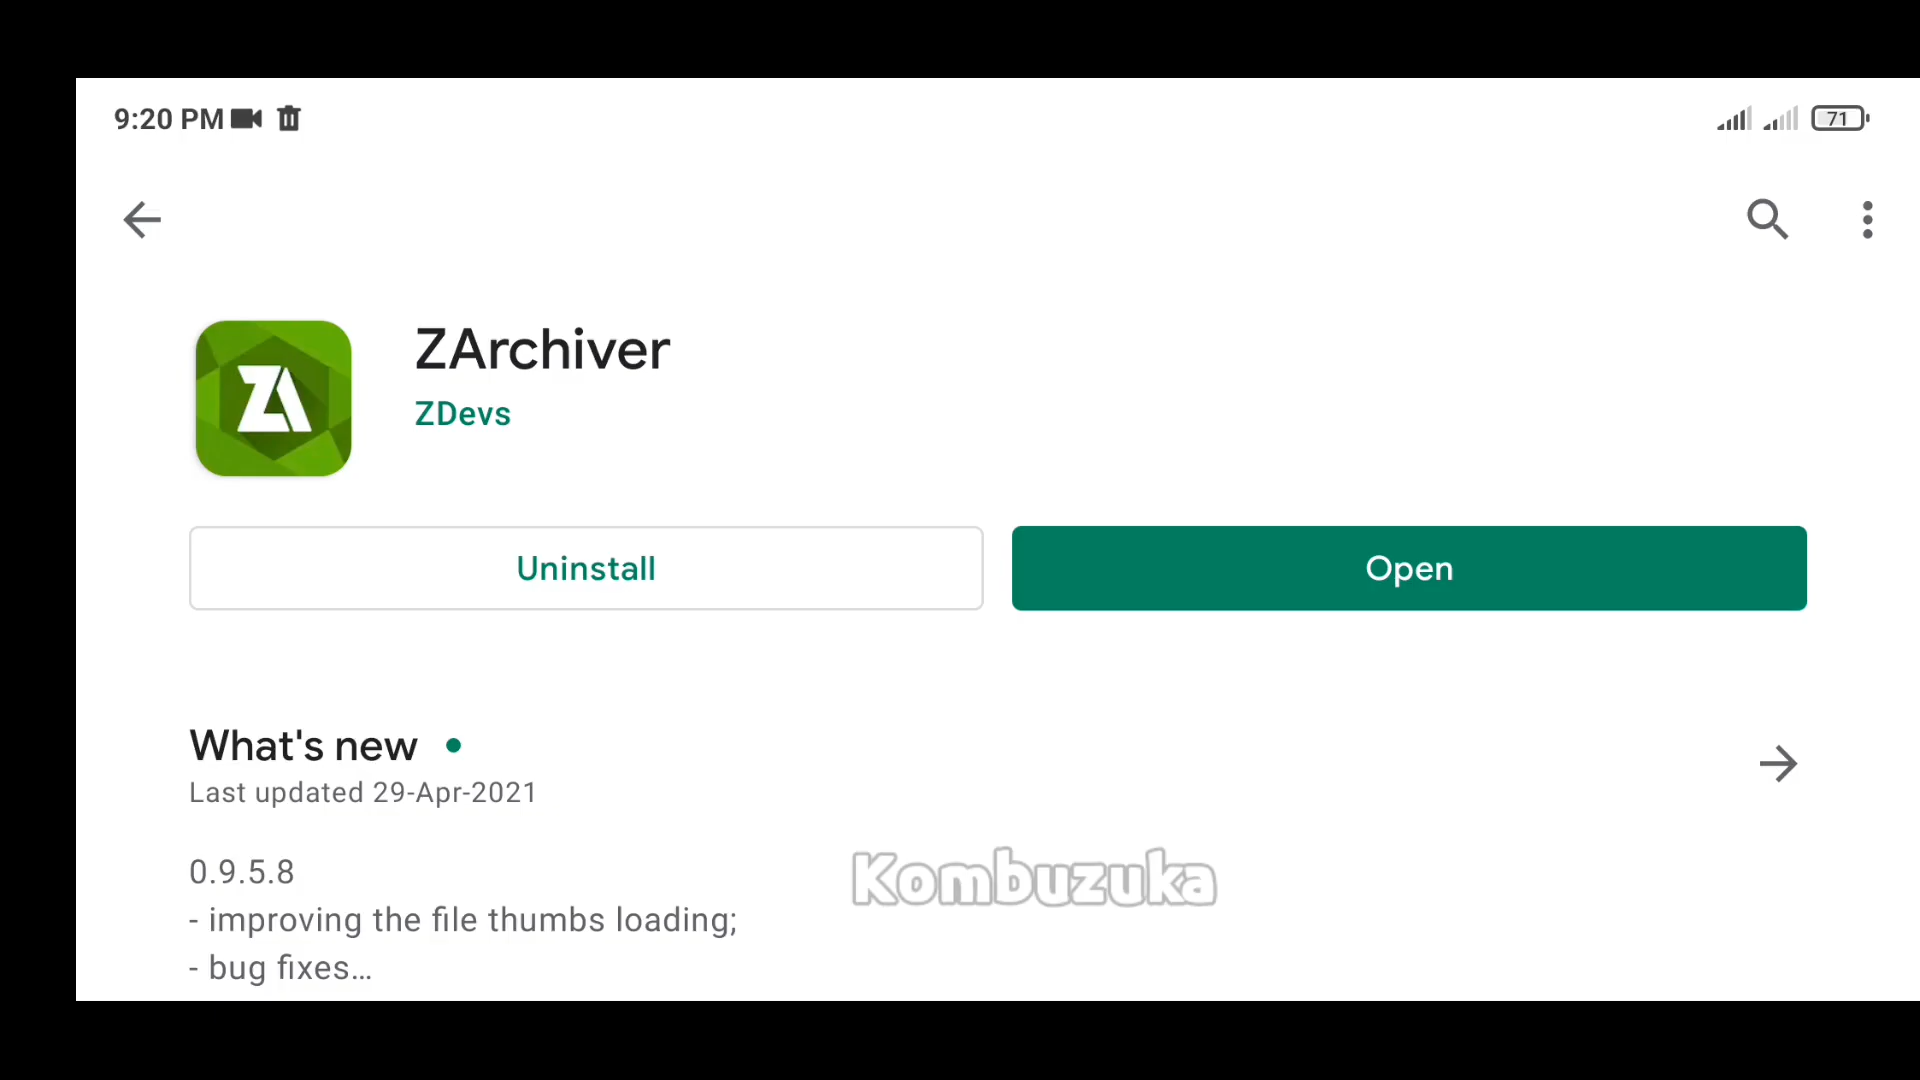 9:20 PM
71
ZArchiver
ZA
ZDevs
Uninstall
Open
What's new
Last updated 29-Apr-2021
0.9.5.8
- improving the file thumbs loading;
- bug fixes...
Kombuzuka